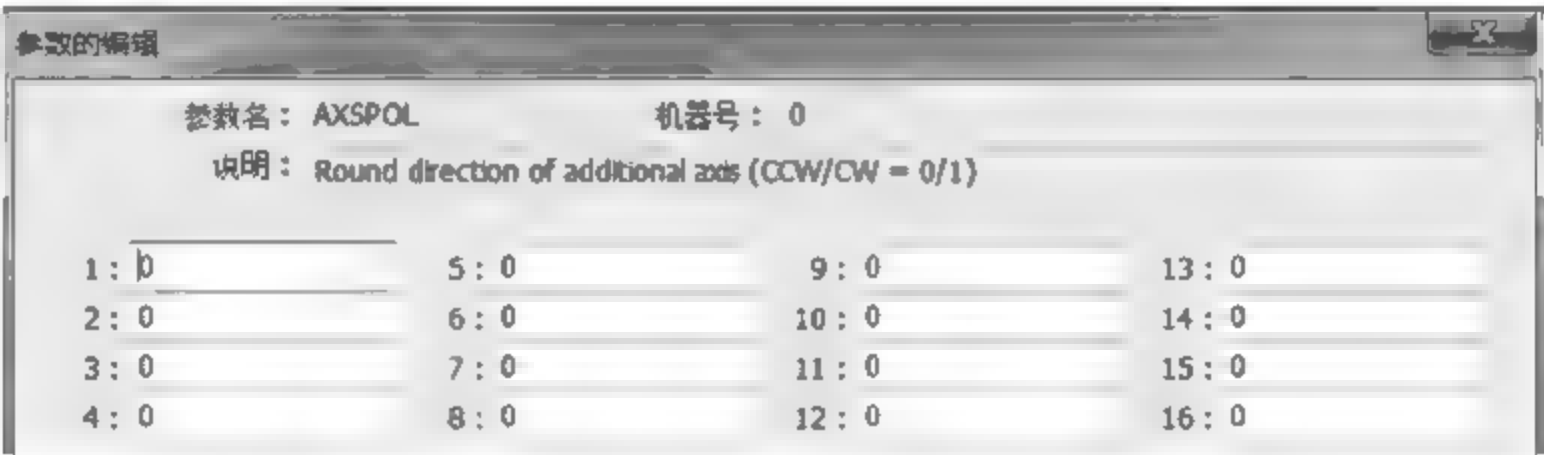 参数的编辑
参数名： AXSPOL 机器号： 0
说明： Round direction of additional axis (CCW/CW = 0/1)
1： 0 5： 0 9： 0 13： 0
2： 0 6： 0 10： 0 14： 0
3： 0 7： 0 11： 0 15： 0
4： 0 8： 0 12： 0 16： 0